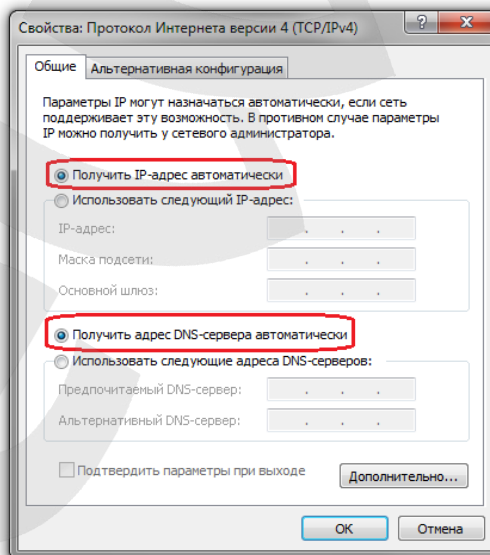 Свойства: Протокол Интернета версии 4 (TCP/IPv4)
Общие
Альтернативная конфигурация
Параметры IP могут назначаться автоматически, если сеть
поддерживает эту возможность. В противном случае параметры
IP можно получить у сетевого администратора.
Получить IP-адрес автоматически
Использовать следующий IP-адрес:
IP-адрес:
Маска подсети:
Основной шлюз:
Получить адрес DNS-сервера автоматически
Использовать следующие адреса DNS-серверов:
Предпочитаемый DNS-сервер:
Альтернативный DNS-сервер:
Подтвердить параметры при выходе
Дополнительно...
ОК
Отмена